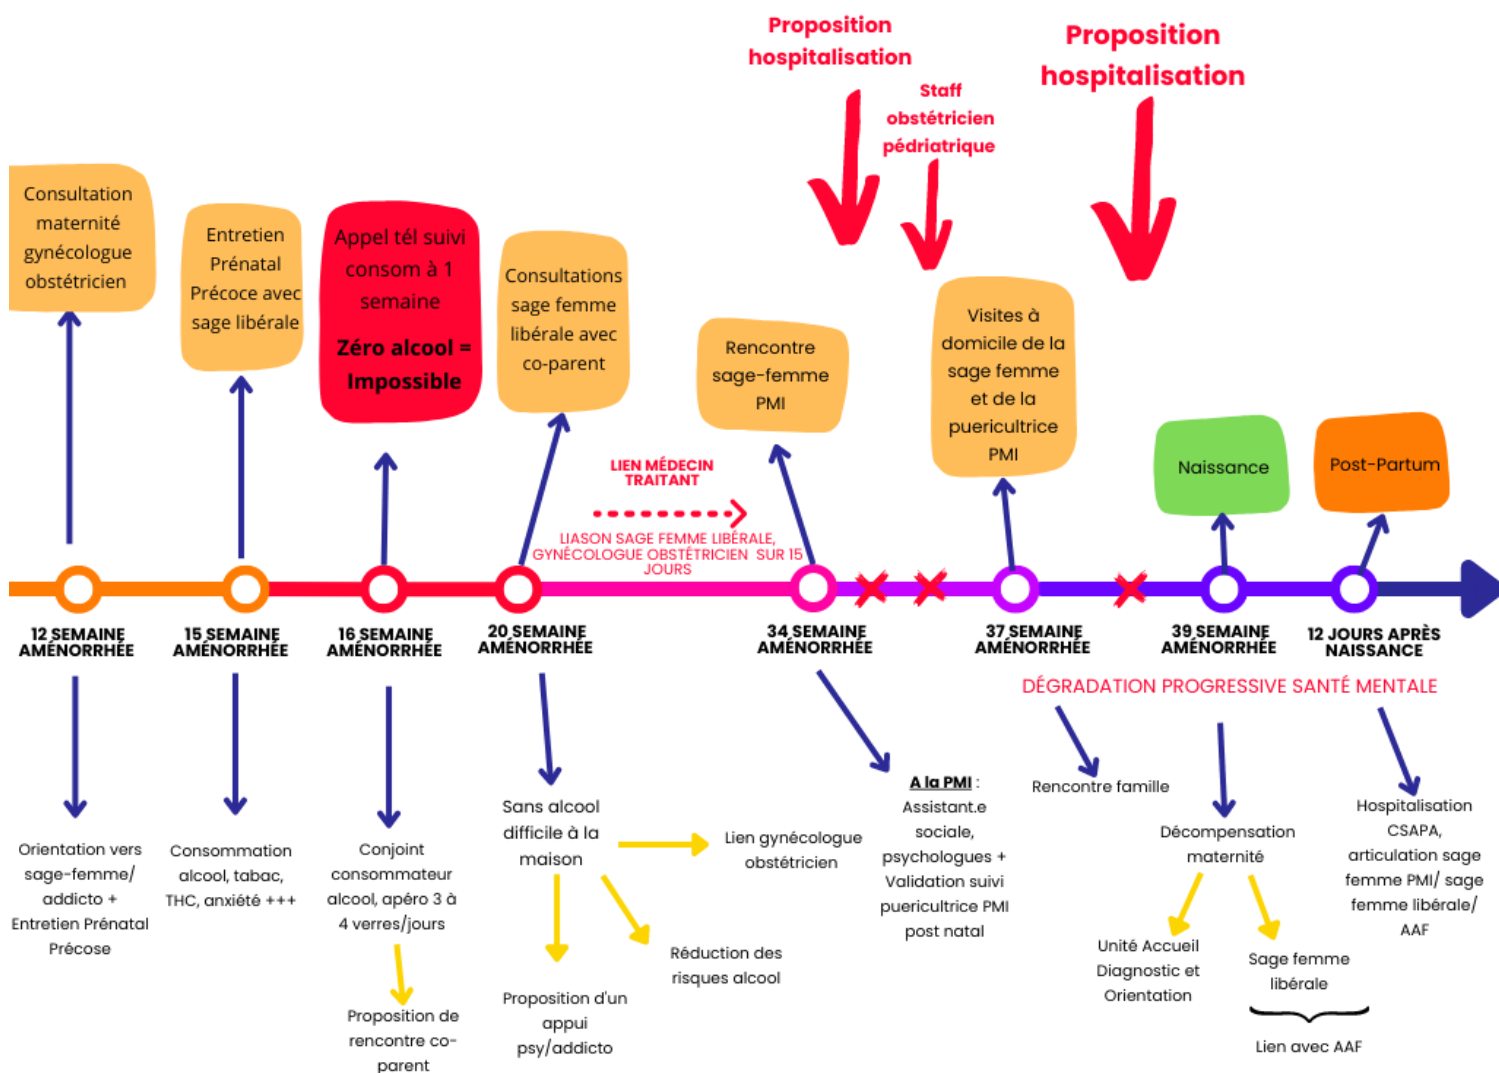 Proposition
hospitalisation
Staff
obstétricien
pédriatrique
Proposition
hospitalisation
Consultation
maternité
gynécologue
obstétricien
Entretien
Prénatal
Précoce avec
sage libérale
Appel tél suivi
consom à 1
semaine
Zéro alcool =
Impossible
Consultations
sage femme
libérale avec
co-parent
LIEN MÉDECIN
TRAITANT
LIASON SAGE FEMME LIBÉRALE,
GYNÉCOLOGUE OBSTÉTRICIEN SUR 15
JOURS
Rencontre
sage-femme
PMI
Visites à
domicile de la
sage femme
et de la
puericultrice
PMI
Naissance
Post-Partum
12 SEMAINE
AMÉNORRHÉE
15 SEMAINE
AMÉNORRHÉE
16 SEMAINE
AMÉNORRHÉE
20 SEMAINE
AMÉNORRHÉE
34 SEMAINE
AMÉNORRHÉE
37 SEMAINE
AMÉNORRHÉE
39 SEMAINE
AMÉNORRHÉE
12 JOURS APRÈS
NAISSANCE
DÉGRADATION PROGRESSIVE SANTÉ MENTALE
Orientation vers
sage-femme/
addicto +
Entretien Prénatal
Précose
Consommation
alcool, tabac,
THC, anxiété +++
Conjoint
consommateur
alcool, apéro 3 à
4 verres/jours
Proposition de
rencontre co-
parent
Sans alcool
difficile à la
maison
Lien gynécologue
obstétricien
Réduction des
risques alcool
Proposition d'un
appui
psy/addicto
A la PMI :
Assistant.e
sociale,
psychologues +
Validation suivi
puericultrice PMI
post natal
Rencontre famille
Décompensation
maternité
Unité Accueil
Diagnostic et
Orientation
Sage femme
libérale
Lien avec AAF
Hospitalisation
CSAPA,
articulation sage
femme PMI/ sage
femme libérale/
AAF